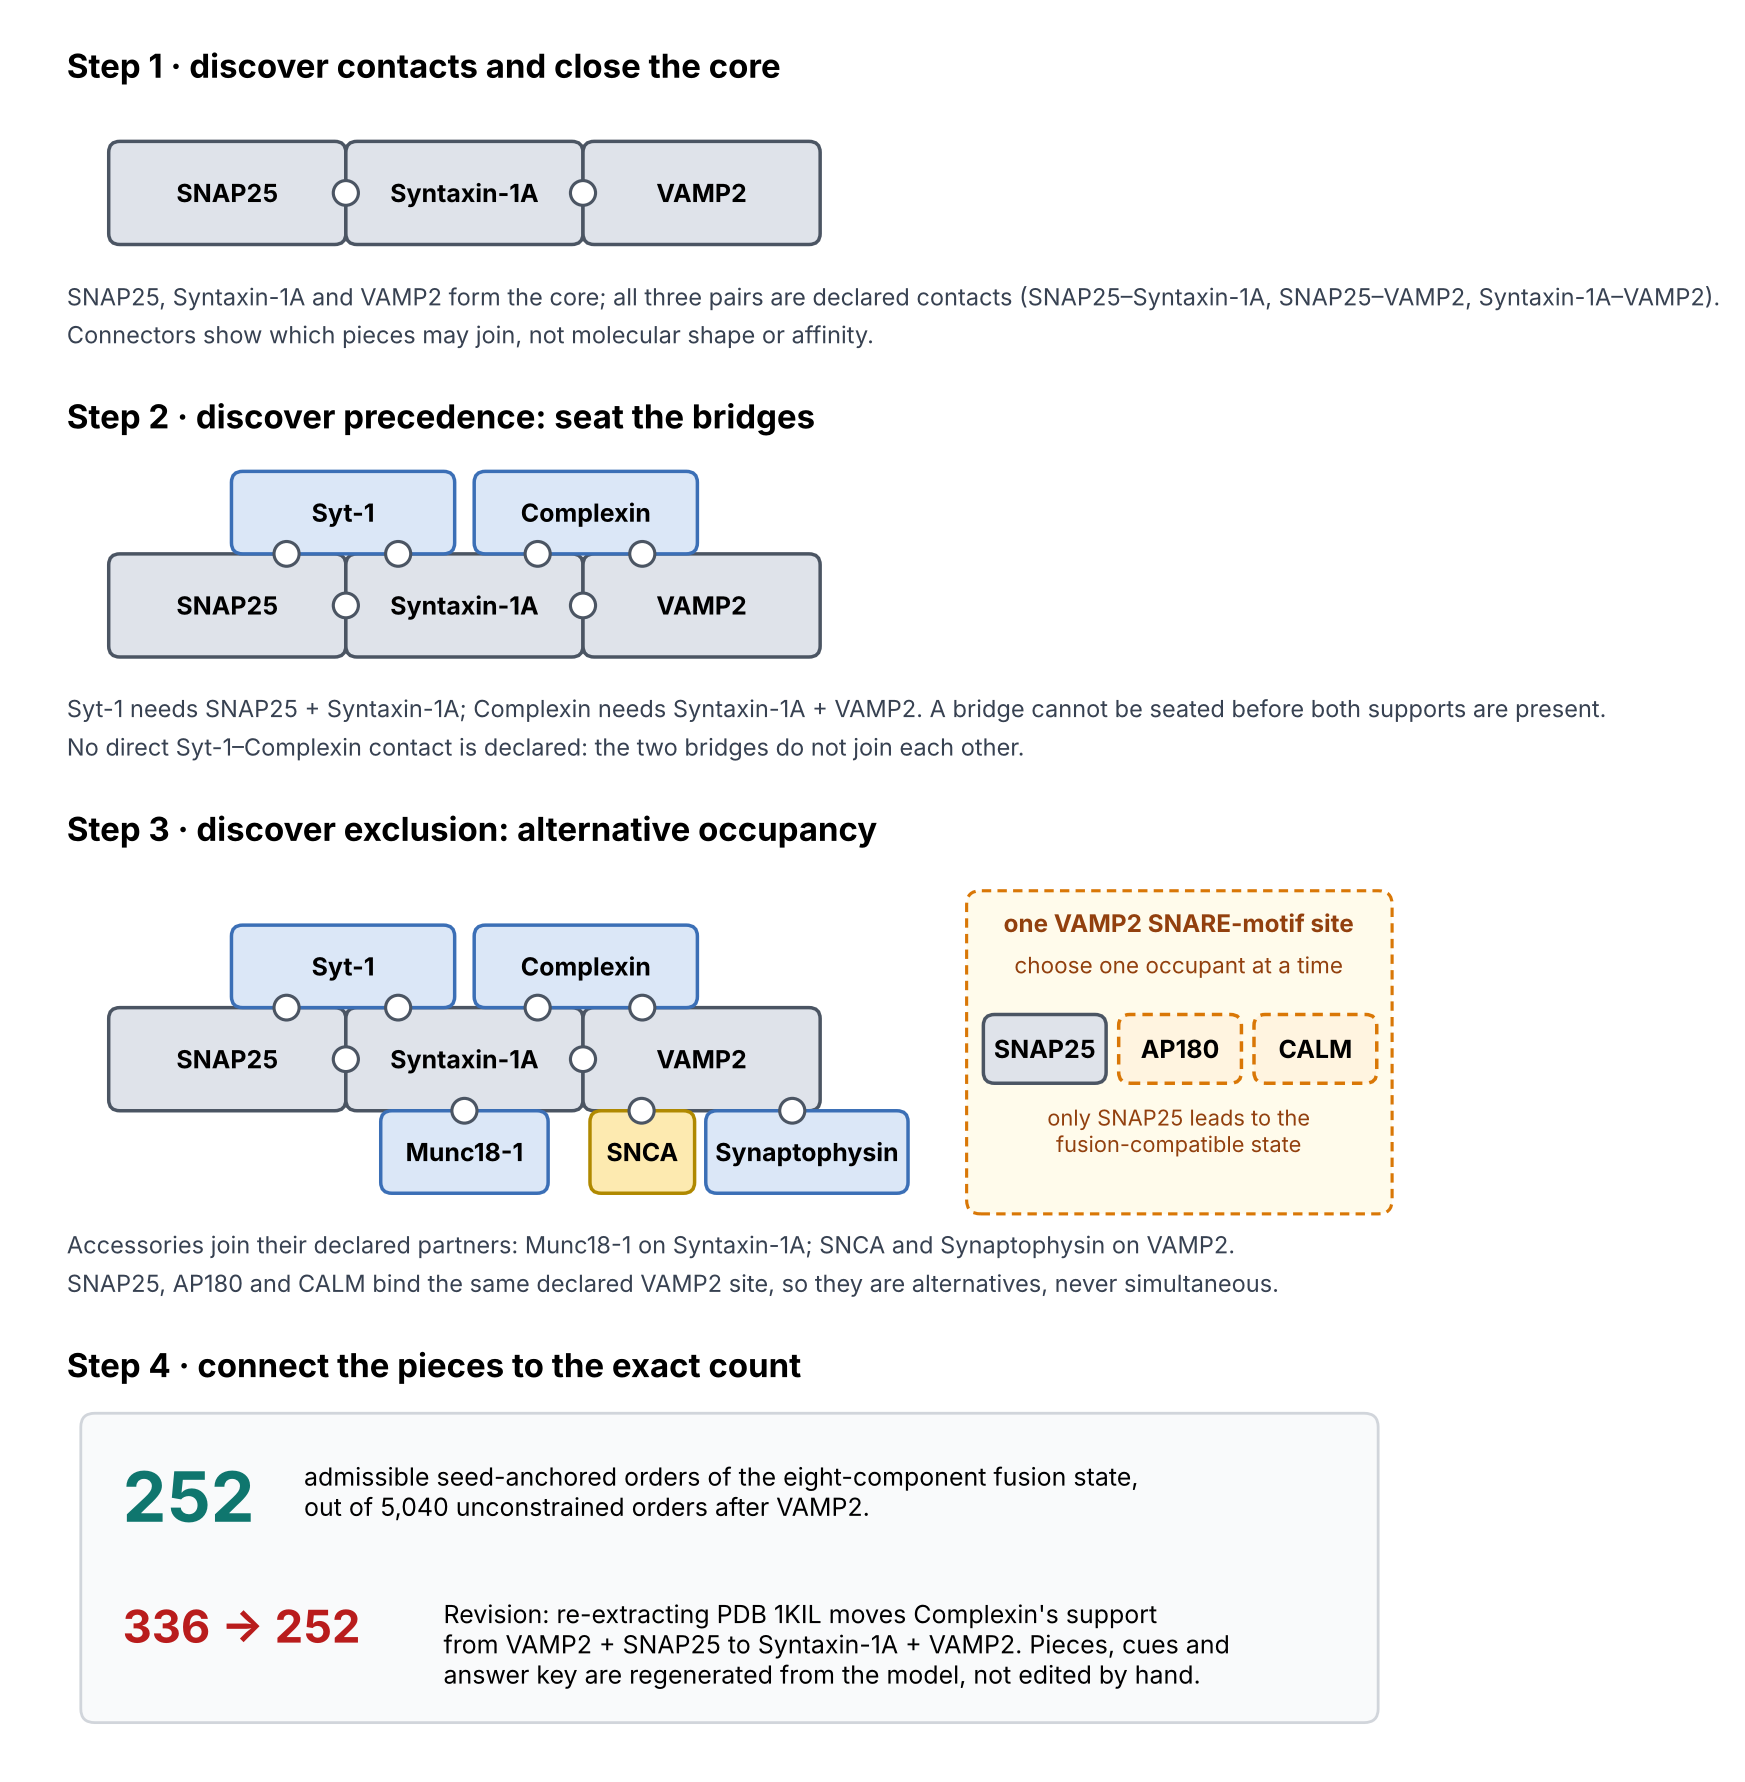 Step 1 · discover contacts and close the core
SNAP25
Syntaxin-1A
VAMP2
SNAP25, Syntaxin-1A and VAMP2 form the core; all three pairs are declared contacts (SNAP25–Syntaxin-1A, SNAP25–VAMP2, Syntaxin-1A–VAMP2).
Connectors show which pieces may join, not molecular shape or affinity.
Step 2 · discover precedence: seat the bridges
Syt-1
Complexin
SNAP25
Syntaxin-1A
VAMP2
Syt-1 needs SNAP25 + Syntaxin-1A; Complexin needs Syntaxin-1A + VAMP2. A bridge cannot be seated before both supports are present.
No direct Syt-1–Complexin contact is declared: the two bridges do not join each other.
Step 3 · discover exclusion: alternative occupancy
Syt-1
Complexin
SNAP25
Syntaxin-1A
VAMP2
Munc18-1
SNCA
Synaptophysin
one VAMP2 SNARE-motif site
choose one occupant at a time
SNAP25
AP180
CALM
only SNAP25 leads to the
fusion-compatible state
Accessories join their declared partners: Munc18-1 on Syntaxin-1A; SNCA and Synaptophysin on VAMP2.
SNAP25, AP180 and CALM bind the same declared VAMP2 site, so they are alternatives, never simultaneous.
Step 4 · connect the pieces to the exact count
252
admissible seed-anchored orders of the eight-component fusion state,
out of 5,040 unconstrained orders after VAMP2.
336 → 252
Revision: re-extracting PDB 1KIL moves Complexin's support
from VAMP2 + SNAP25 to Syntaxin-1A + VAMP2. Pieces, cues and
answer key are regenerated from the model, not edited by hand.